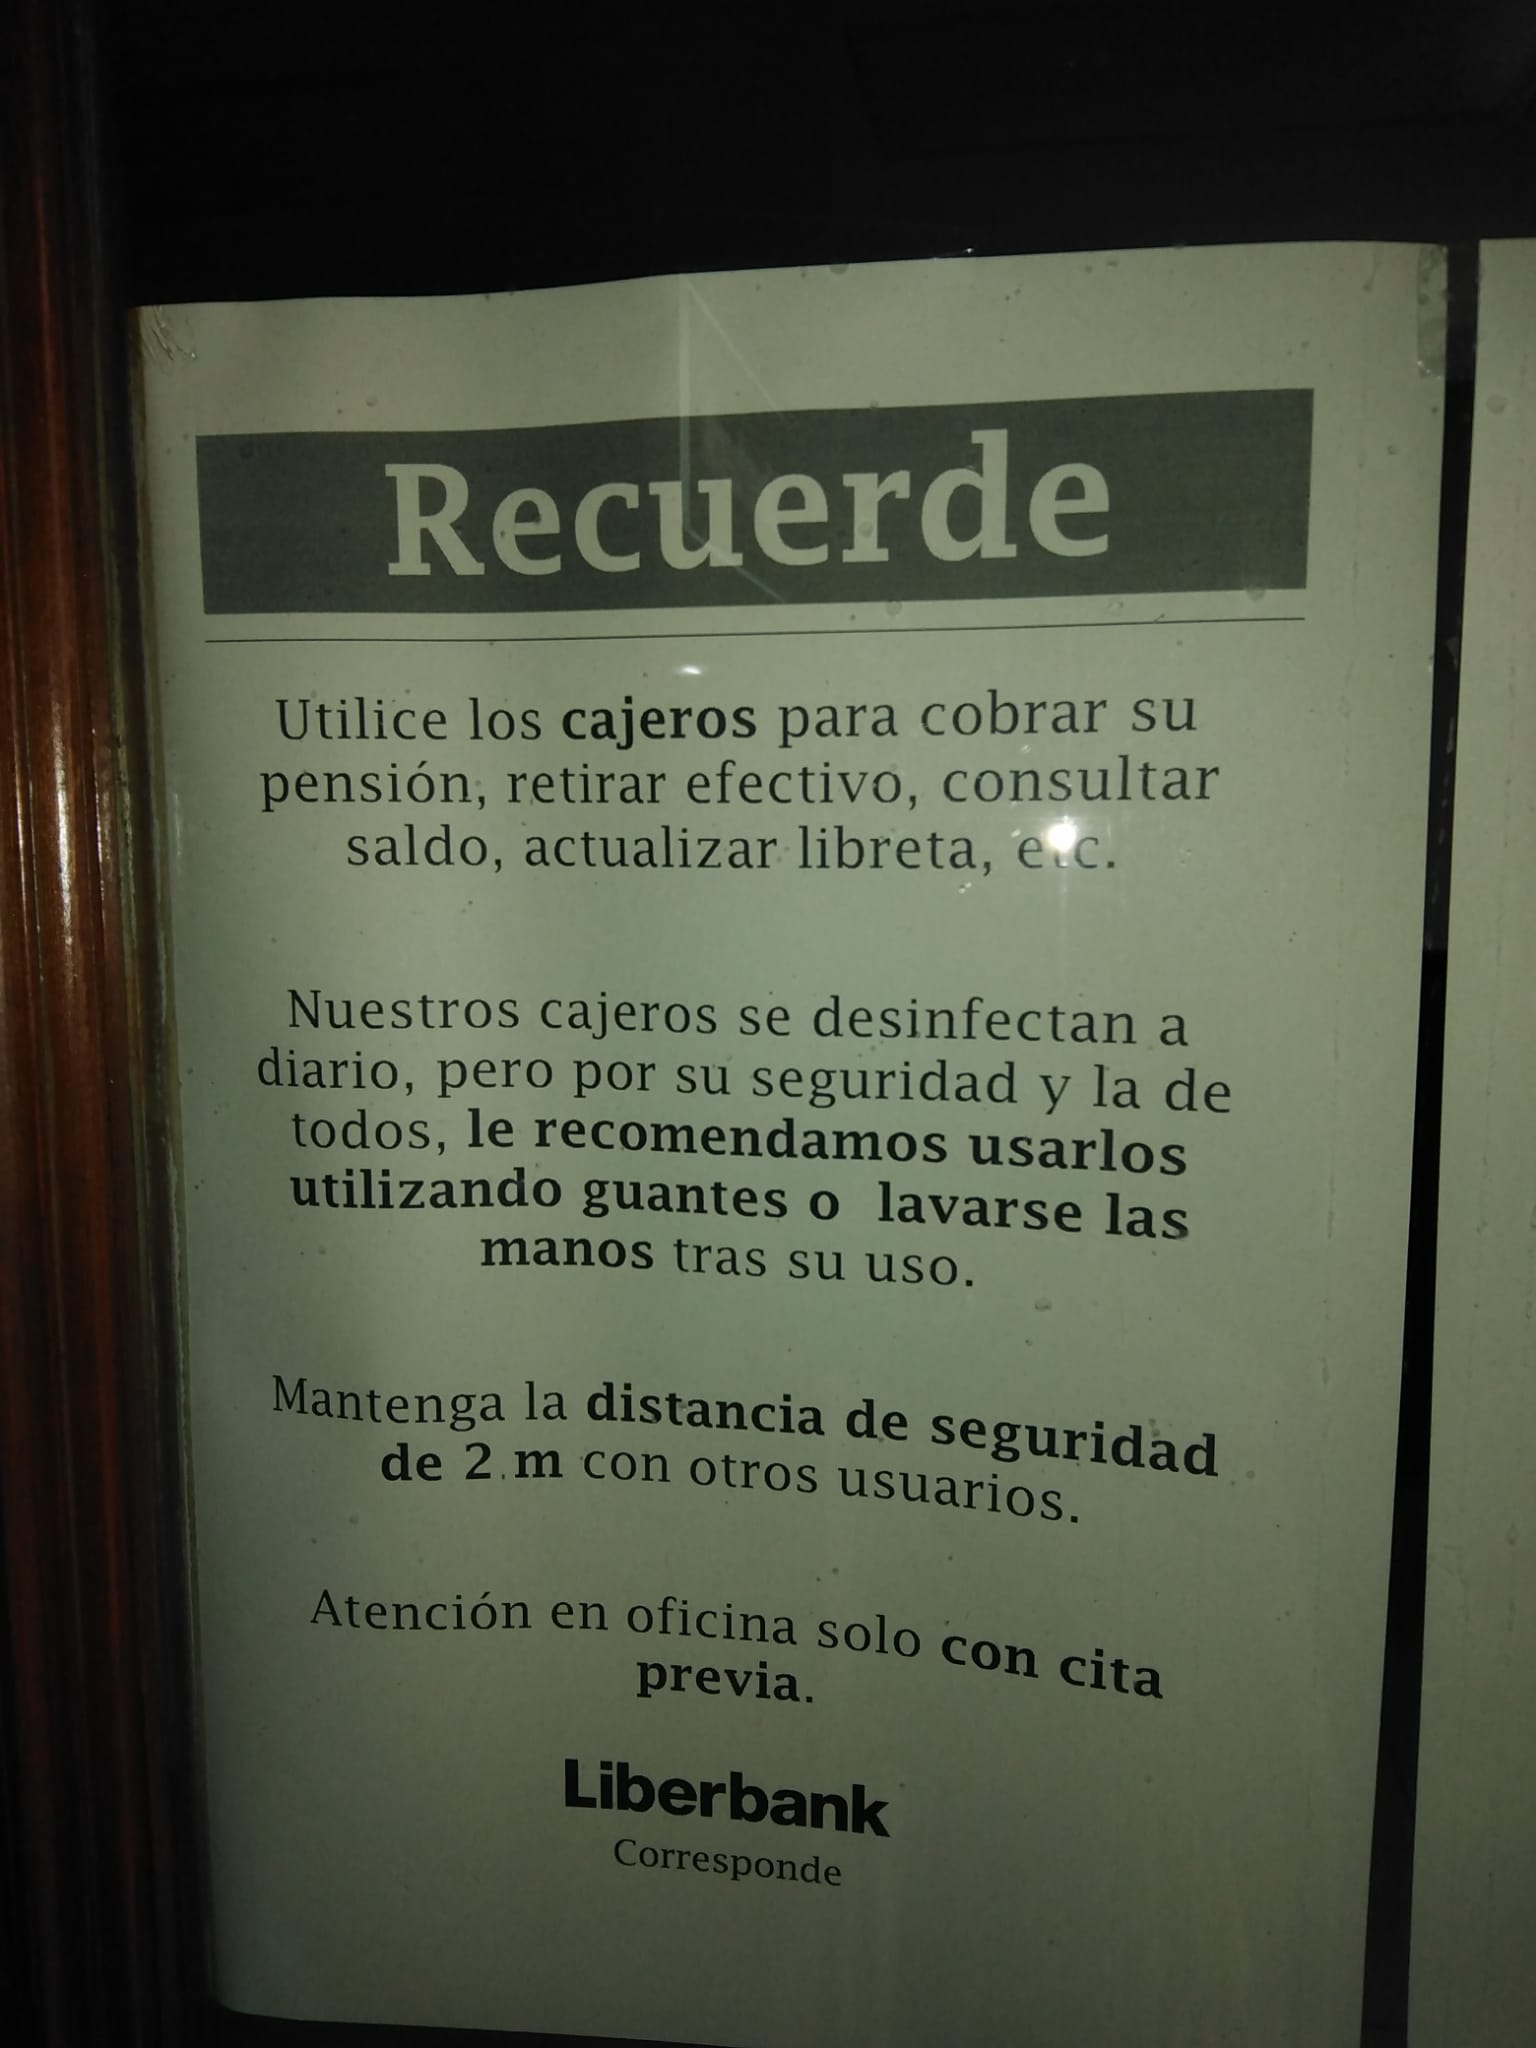 Recuerde
Utilice los cajeros para cobrar su
pensión, retirar efectivo, consultar
saldo, actualizar libreta, etc.
Nuestros cajeros se desinfectan a
diario, pero por su seguridad y la de
todos, le recomendamos usarlos
utilizando guantes o lavarse las
manos tras su uso.
Mantenga la distancia de seguridad
de 2 m con otros usuarios.
Atención en oficina solo con cita
previa.
Liberbank
Corresponde